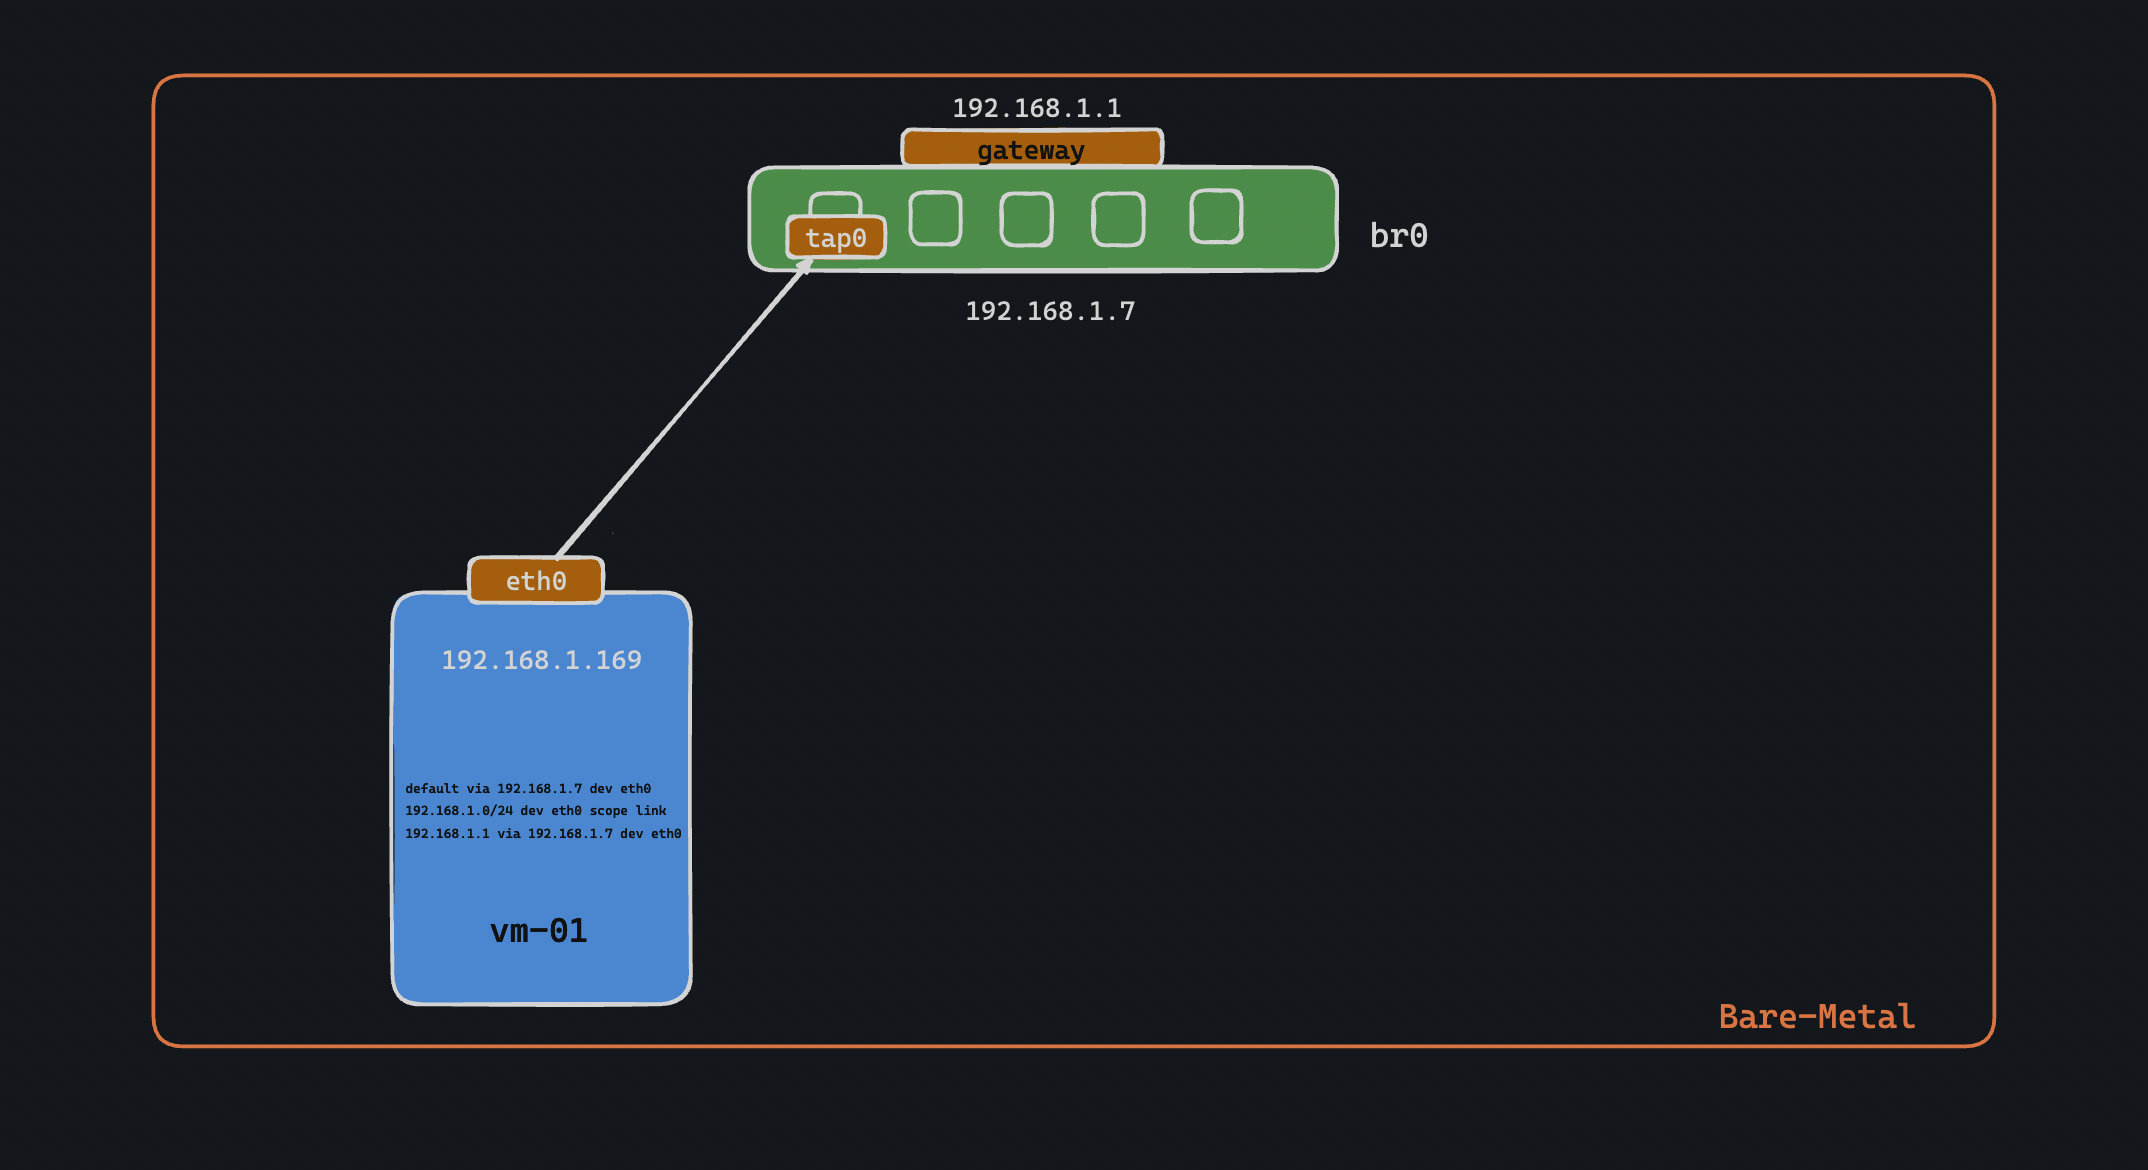 192.168.1.1
gateway
tap0
br0
192.168.1.7
eth0
192.168.1.169
default via 192.168.1.7 dev eth0
192.168.1.0/24 dev eth0 scope link
192.168.1.1 via 192.168.1.7 dev eth0
vm-01
Bare-Metal